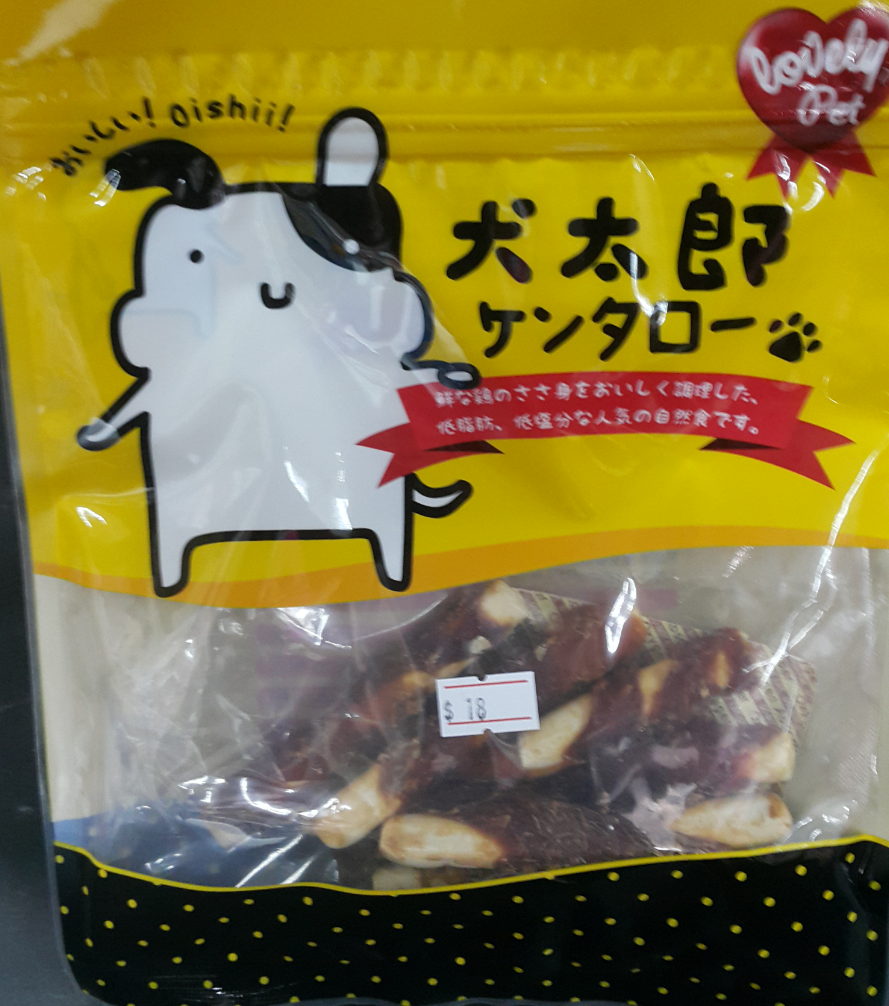 Lovely
Pet
おいしい! Oishii!
犬太郎
ケンタロー
鮮な鶏のささ身をおいしく調理した、
低脂肪、低塩分な人気の自然食です。
$ 18